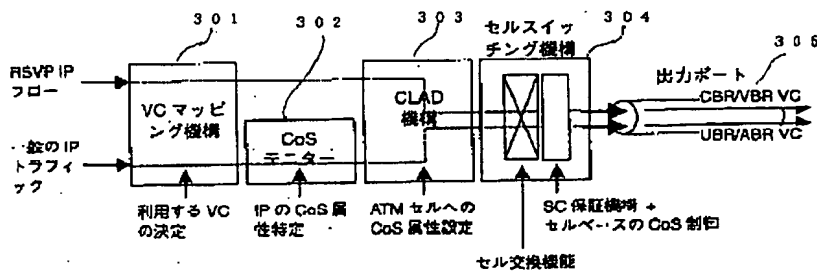 301
302
303
304
305
RSVP IP
フロー
一般のIP
トラフィ
ック
VC マッピ
ング機構
CoS
モニター
CLAD
機構
セルスイッ
チング機構
出力ポート
CBR/VBR VC
UBR/ABR VC
利用する VC
の決定
IP の CoS 属
性特定
ATM セルへの
CoS 属性設定
SC 保証機構 +
セルベースの CoS 制御
セル交換機能